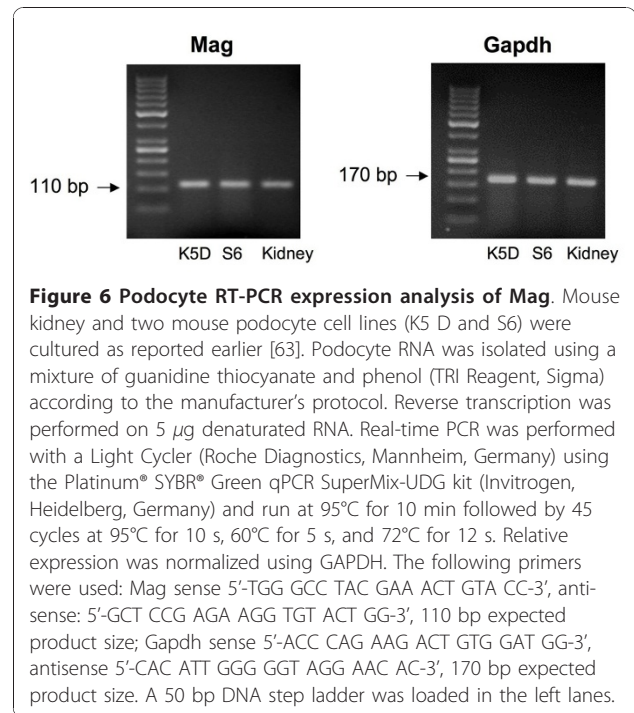 Mag
Gapdh
110 bp →
170 bp →
K5D S6 Kidney
K5D S6 Kidney
Figure 6 Podocyte RT-PCR expression analysis of Mag. Mouse
kidney and two mouse podocyte cell lines (K5 D and S6) were
cultured as reported earlier [63]. Podocyte RNA was isolated using a
mixture of guanidine thiocyanate and phenol (TRI Reagent, Sigma)
according to the manufacturer's protocol. Reverse transcription was
performed on 5 μg denaturated RNA. Real-time PCR was performed
with a Light Cycler (Roche Diagnostics, Mannheim, Germany) using
the Platinum® SYBR® Green qPCR SuperMix-UDG kit (Invitrogen,
Heidelberg, Germany) and run at 95°C for 10 min followed by 45
cycles at 95°C for 10 s, 60°C for 5 s, and 72°C for 12 s. Relative
expression was normalized using GAPDH. The following primers
were used: Mag sense 5'-TGG GCC TAC GAA ACT GTA CC-3', anti-
sense: 5'-GCT CCG AGA AGG TGT ACT GG-3', 110 bp expected
product size; Gapdh sense 5'-ACC CAG AAG ACT GTG GAT GG-3',
antisense 5'-CAC ATT GGG GGT AGG AAC AC-3', 170 bp expected
product size. A 50 bp DNA step ladder was loaded in the left lanes.